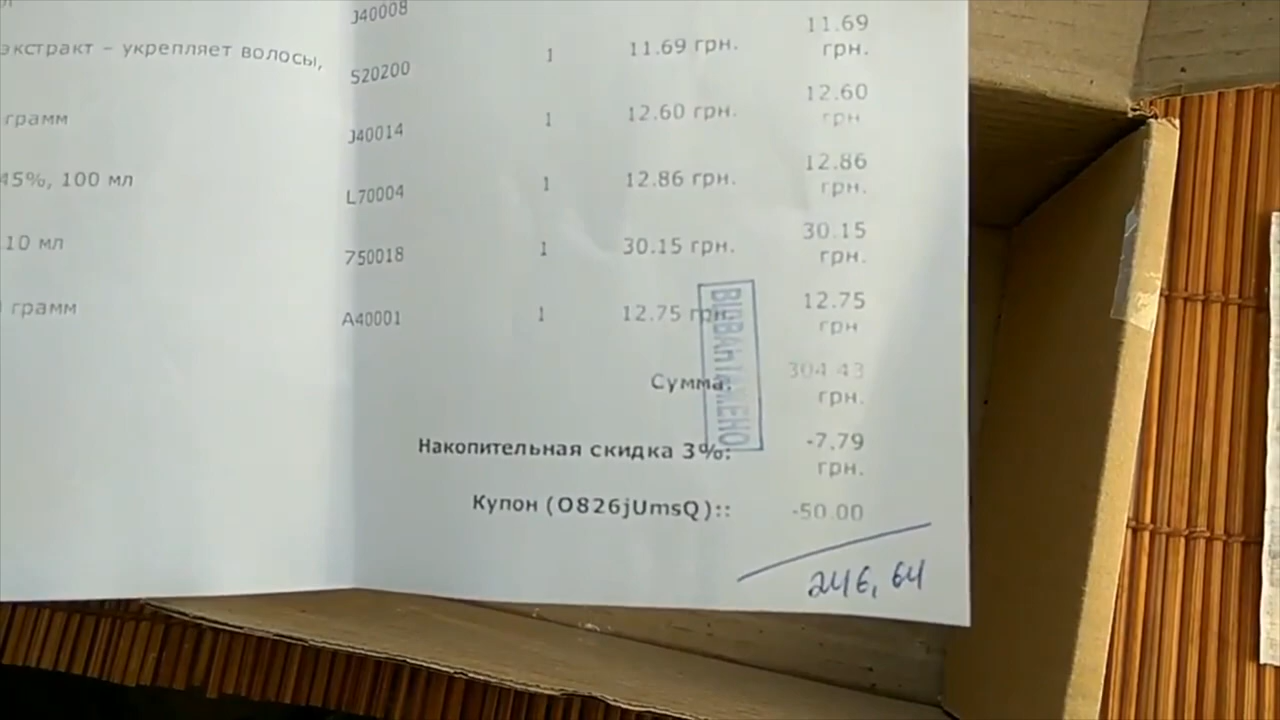 J40008
11.69
экстракт – укрепляет волосы,
S20200
1
11.69 грн.
грн.
12.60
грамм
J40014
1
12.60 грн.
грн
12.86
45%, 100 мл
L70004
1
12.86 грн.
грн.
30.15
10 мл
750018
1
30.15 грн.
грн.
12.75
грамм
A40001
1
12.75 грн.
грн
ВІДВАНТАЖЕНО
304.43
Сумма:
грн.
Накопительная скидка 3%:
-7.79
грн.
Купон (O826jUmsQ)::
-50.00
246,64